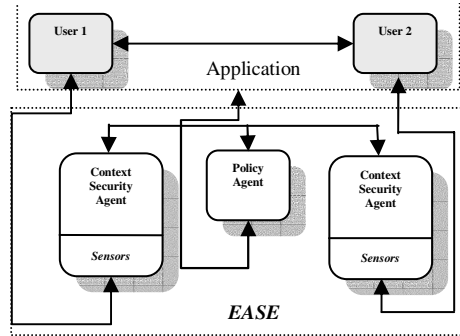 User 1
User 2
Application
Context
Security
Agent
Policy
Agent
Context
Security
Agent
Sensors
Sensors
EASE